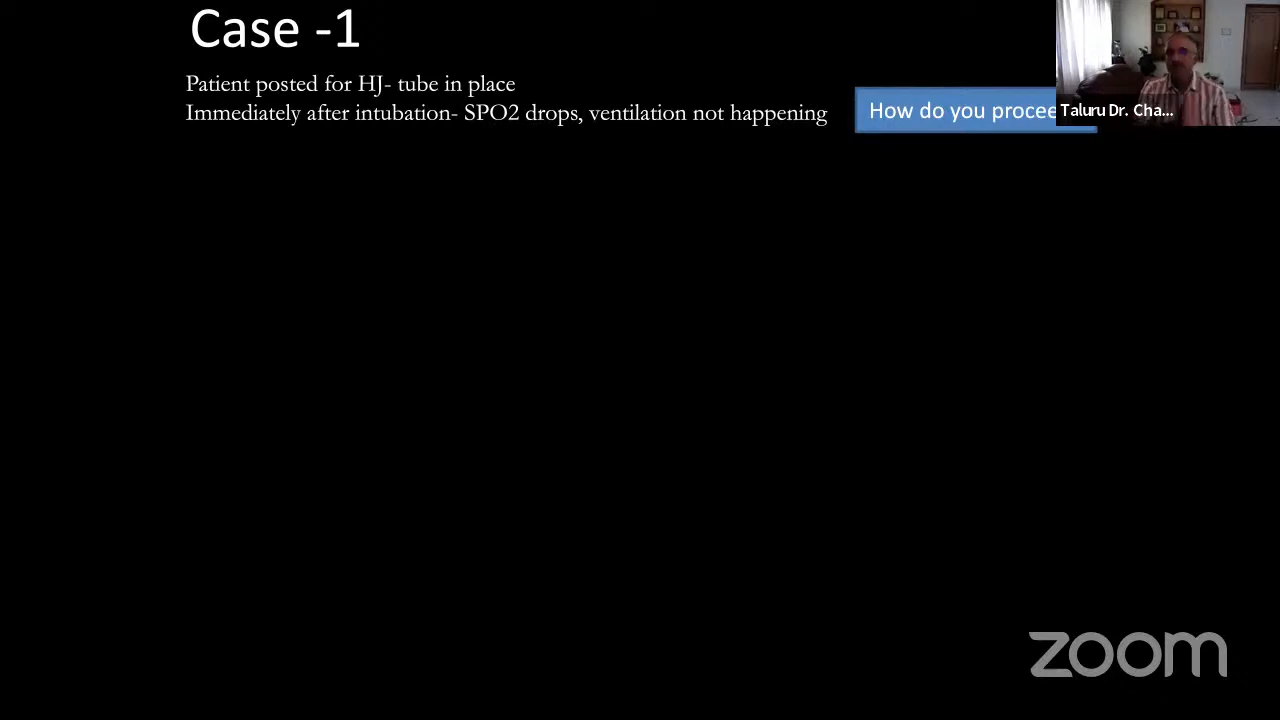 Case -1
Patient posted for HJ- tube in place
Immediately after intubation- SPO2 drops, ventilation not happening
How do you procee
Taluru Dr. Cha...
zoom